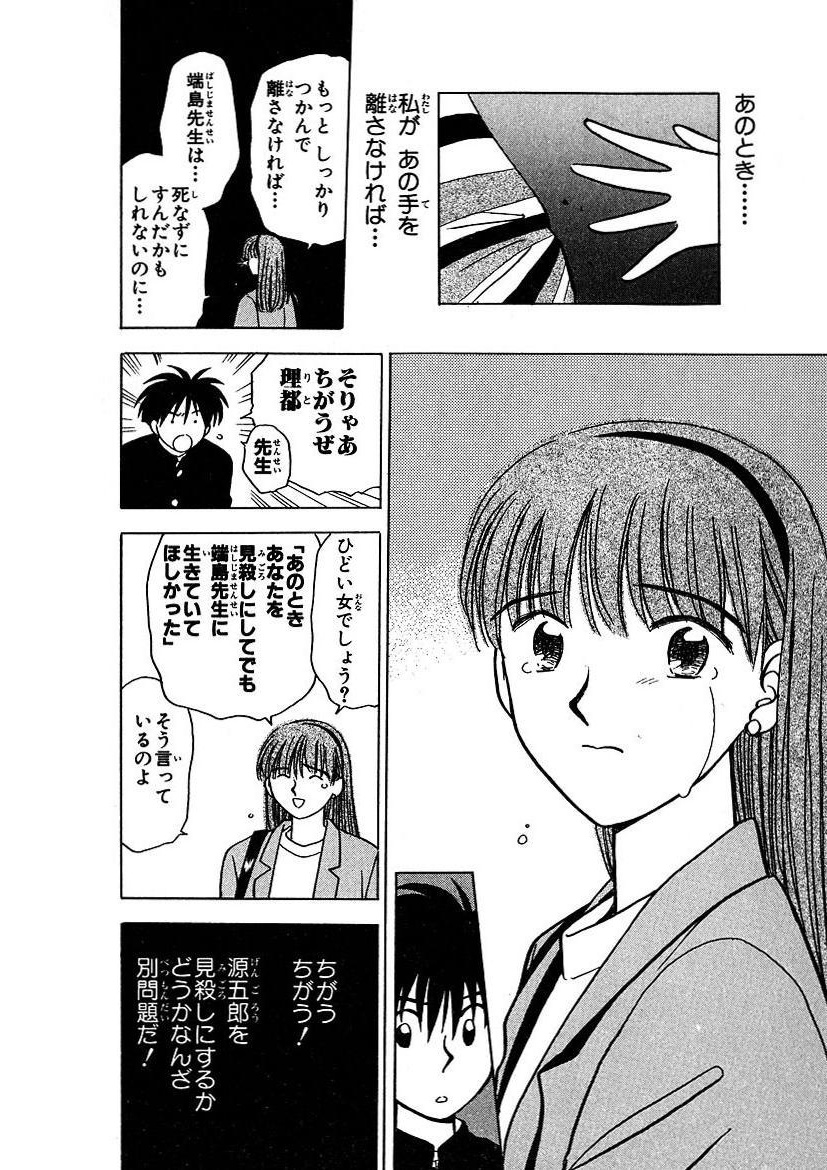 あのとき……
私が あの手を
離さなければ…
もっと しっかり
つかんで
離さなければ…
端島先生は…
死なずに
すんだかも
しれないのに…
そりゃあ
ちがうぜ
理都
先生
ひどい女でしょう?
「あのとき
あなたを
見殺しにしてでも
端島先生に
生きていて
ほしかった」
そう言って
いるのよ
ちがう
ちがう!
源五郎を
見殺しにするか
どうかなんざ
別問題だ!